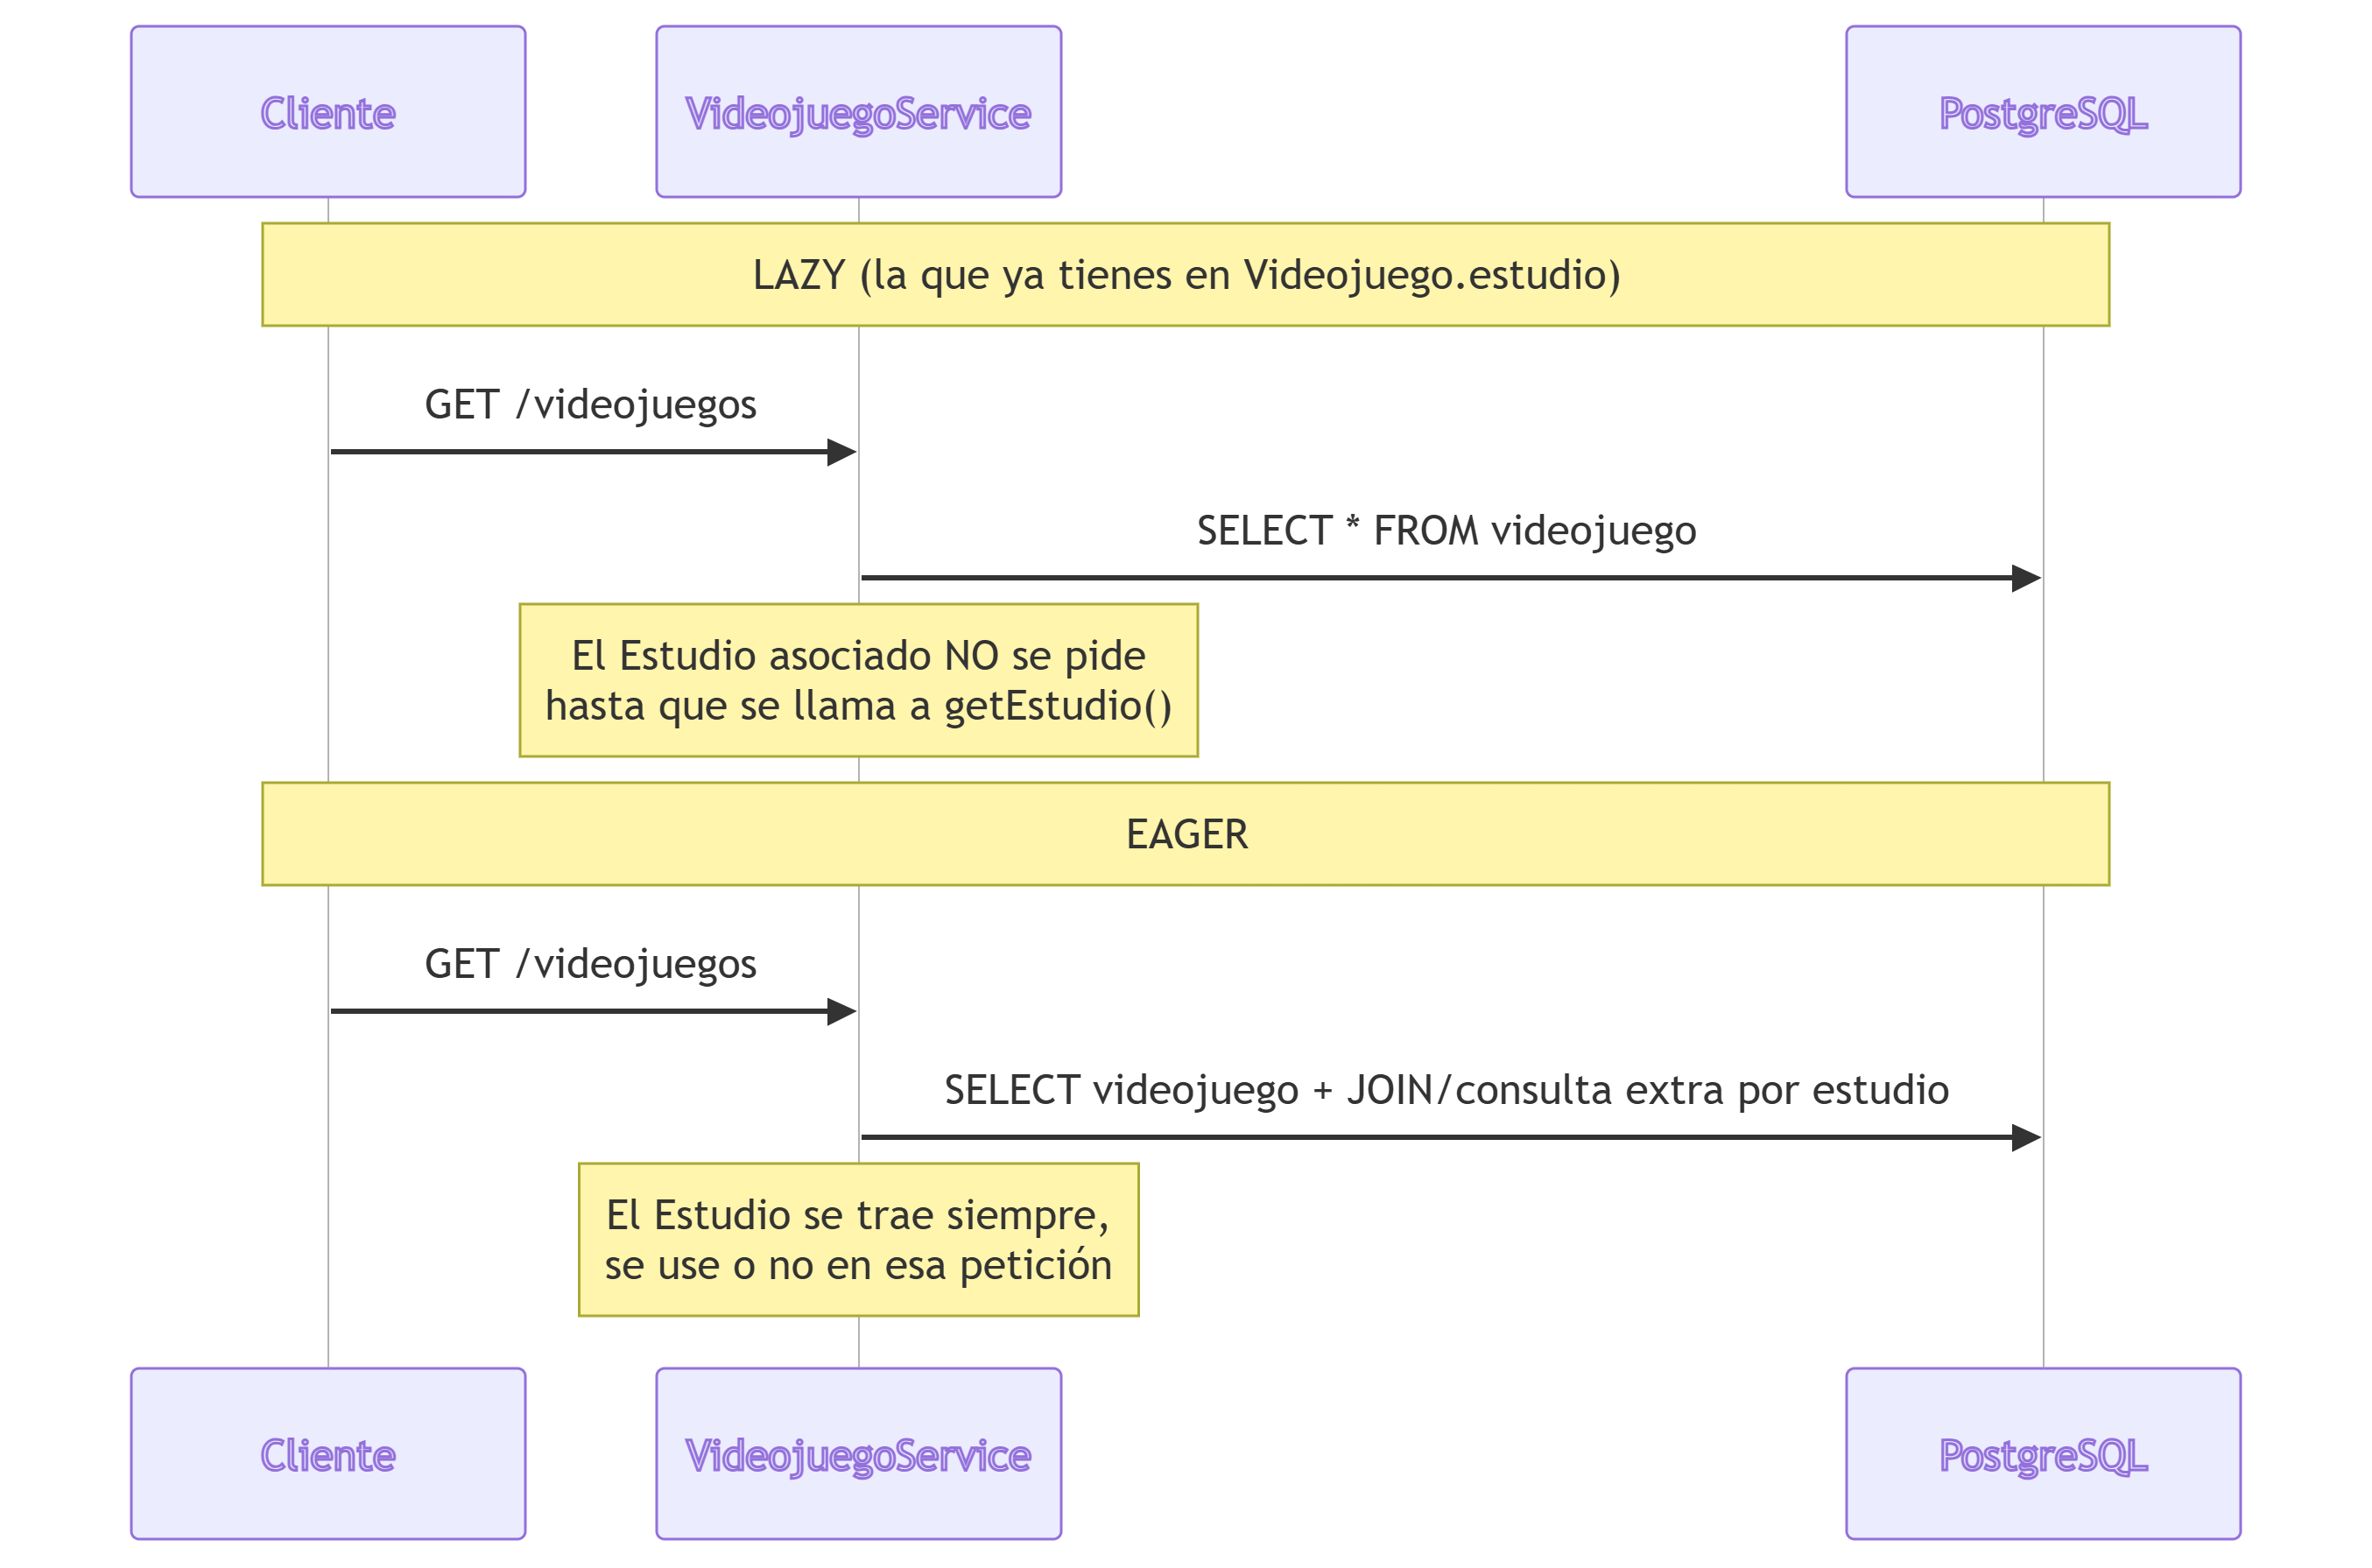 Cliente
VideojuegoService
PostgreSQL
LAZY (la que ya tienes en Videojuego.estudio)
GET /videojuegos
SELECT * FROM videojuego
El Estudio asociado NO se pide
hasta que se llama a getEstudio()
EAGER
GET /videojuegos
SELECT videojuego + JOIN/consulta extra por estudio
El Estudio se trae siempre,
se use o no en esa petición
Cliente
VideojuegoService
PostgreSQL